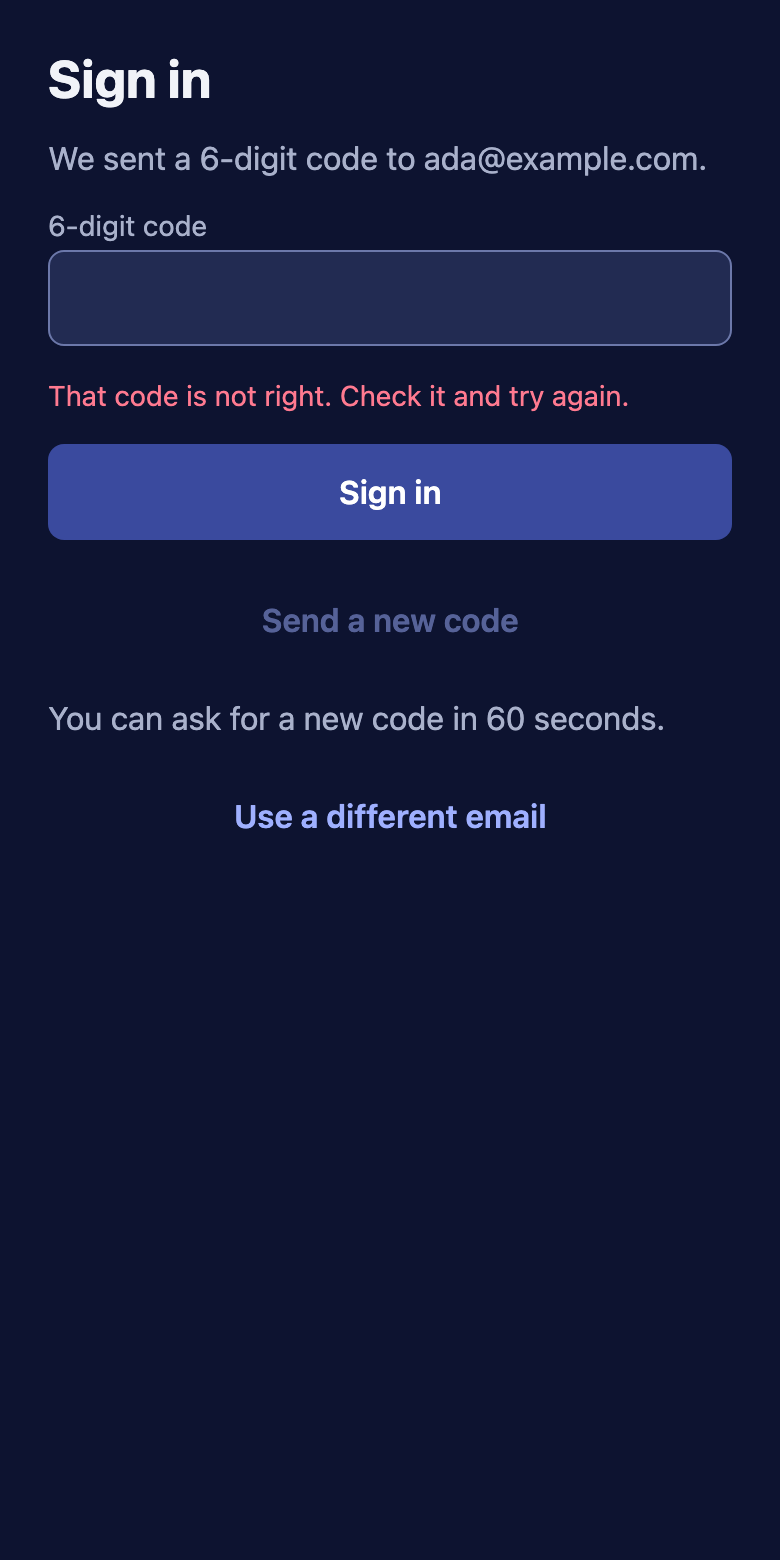 Sign in
We sent a 6-digit code to ada@example.com.
6-digit code
That code is not right. Check it and try again.
Sign in
Send a new code
You can ask for a new code in 60 seconds.
Use a different email